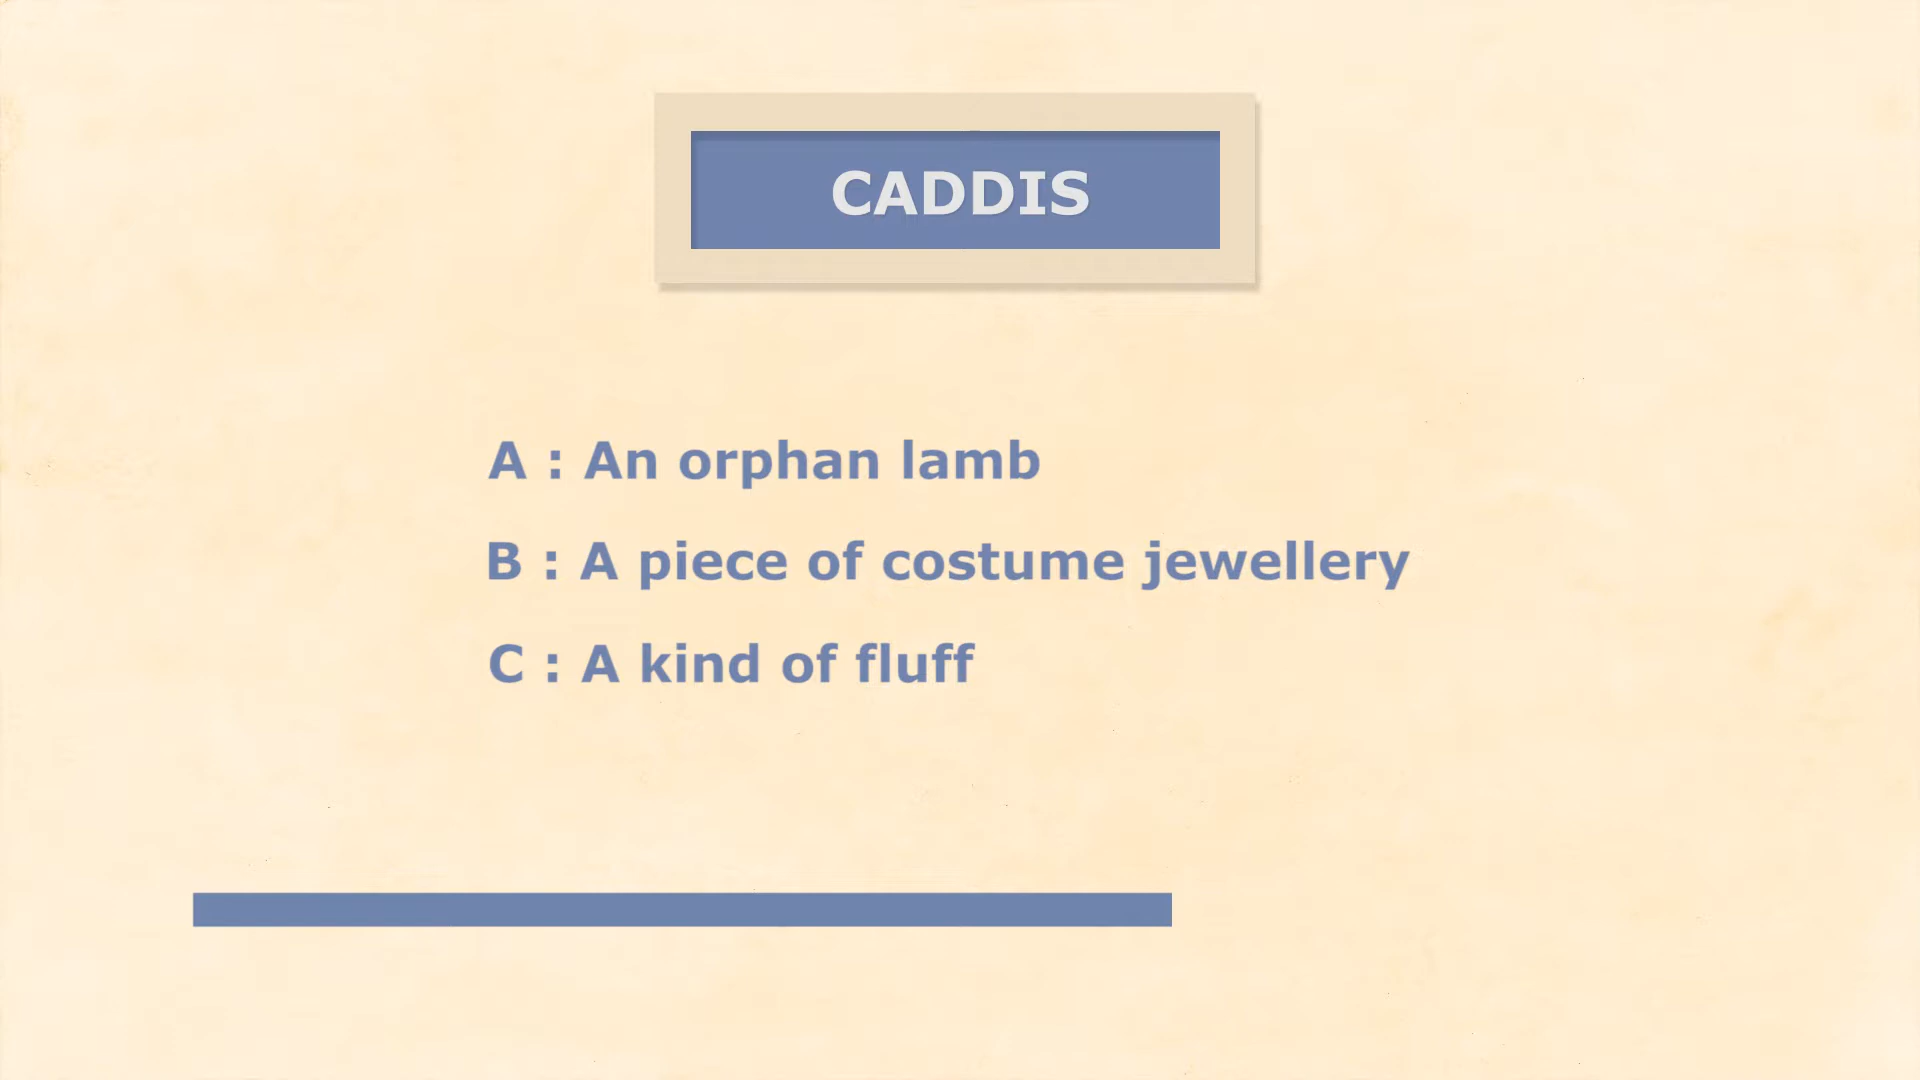 CADDIS
A : An orphan lamb
B : A piece of costume jewellery
C : A kind of fluff